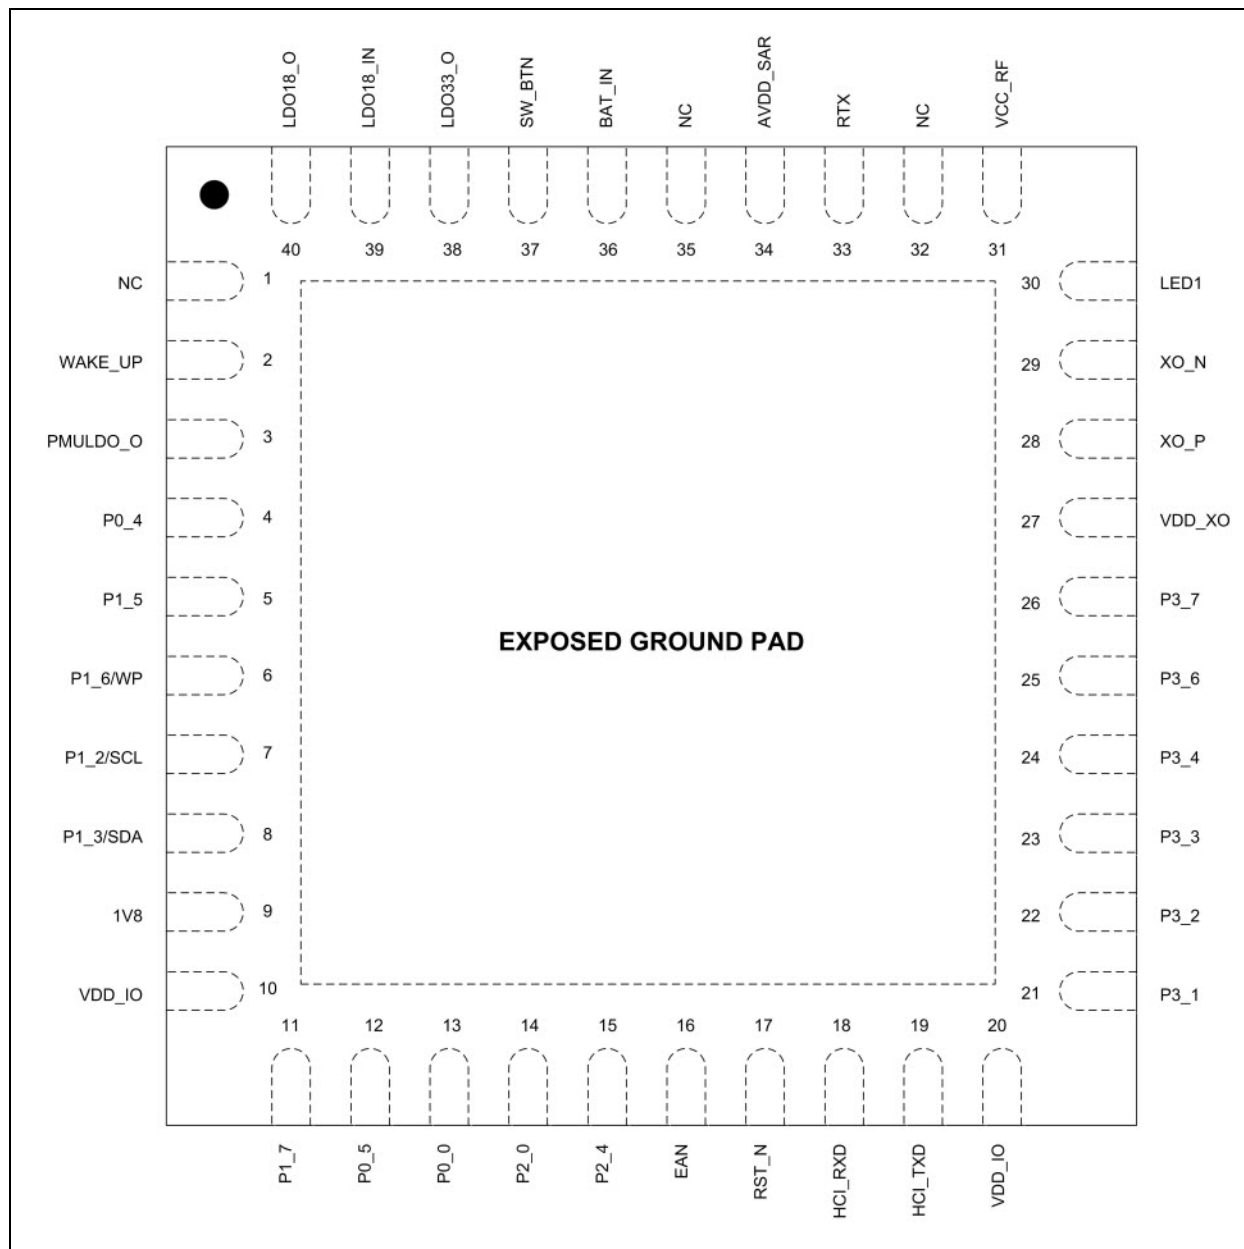 LDO18_O
LDO18_IN
LDO33_O
SW_BTN
BAT_IN
NC
AVDD_SAR
RTX
NC
VCC_RF
40
39
38
37
36
35
34
33
32
31
NC
1
30
LED1
WAKE_UP
2
29
XO_N
PMULDO_O
3
28
XO_P
P0_4
4
27
VDD_XO
P1_5
5
26
P3_7
EXPOSED GROUND PAD
P1_6/WP
6
25
P3_6
P1_2/SCL
7
24
P3_4
P1_3/SDA
8
23
P3_3
1V8
9
22
P3_2
VDD_IO
10
21
P3_1
11
12
13
14
15
16
17
18
19
20
P1_7
P0_5
P0_0
P2_0
P2_4
EAN
RST_N
HCI_RXD
HCI_TXD
VDD_IO